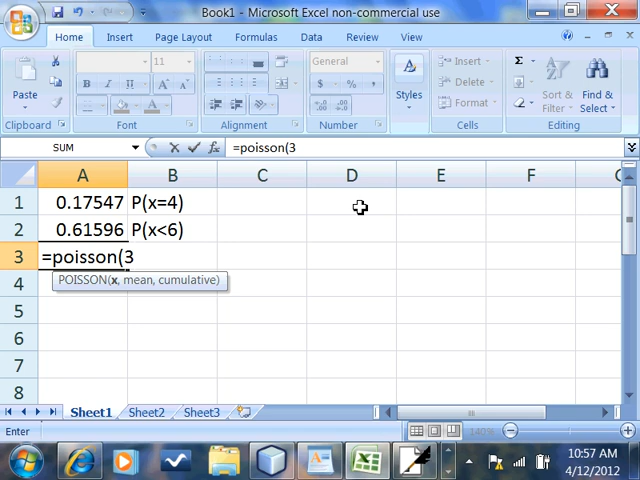 Book1 - Microsoft Excel non-commercial use
Home Insert Page Layout Formulas Data Review View
Paste
B I U
11
General
Styles
Insert
Delete
Format
Sort & Filter
Find & Select
Clipboard Font Alignment Number Cells Editing
SUM =poisson(3
A B C D E F
1 0.17547 P(x=4)
2 0.61596 P(x<6)
3 =poisson(3
POISSON(x, mean, cumulative)
4
5
6
7
8
Sheet1 Sheet2 Sheet3
Enter 140%
10:57 AM
4/12/2012